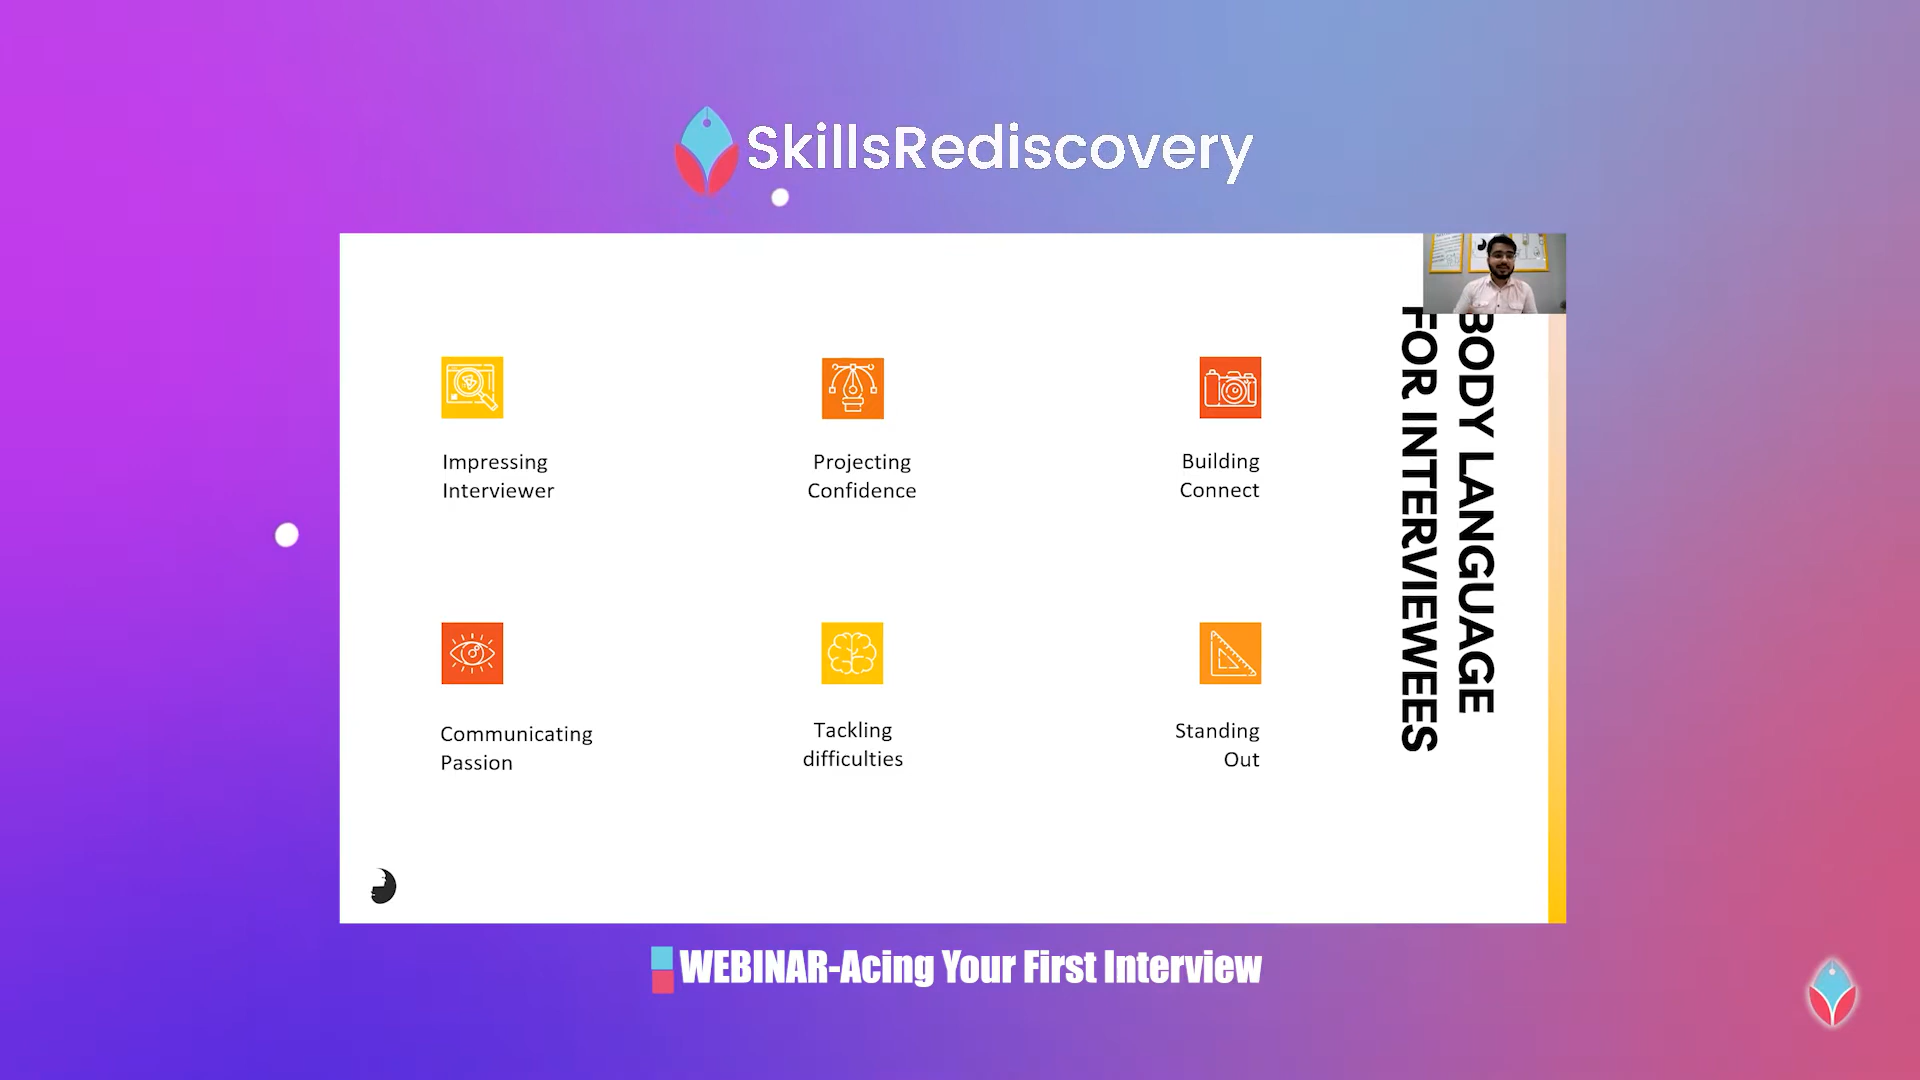 SkillsRediscovery
BODY LANGUAGE
FOR INTERVIEWEES
Impressing
Interviewer
Projecting
Confidence
Building
Connect
Communicating
Passion
Tackling
difficulties
Standing
Out
WEBINAR-Acing Your First Interview